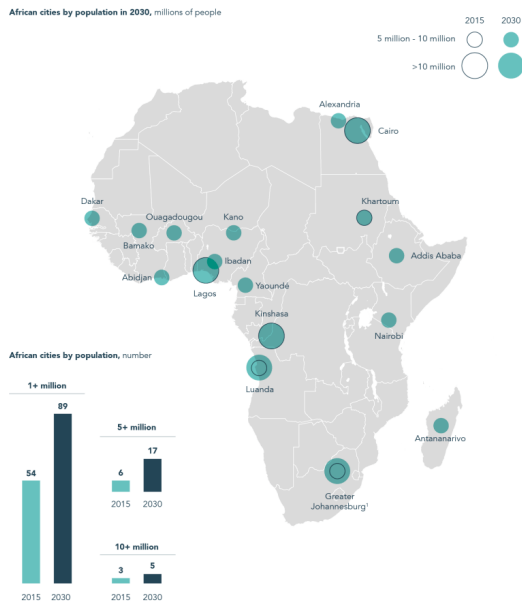 African cities by population in 2030, millions of people
2015 2030
5 million - 10 million
>10 million
Alexandria
Cairo
Dakar
Khartoum
Ouagadougou
Kano
Bamako
Ibadan
Addis Ababa
Abidjan
Lagos
Yaoundé
Kinshasa
Nairobi
Luanda
Antananarivo
Greater
Johannesburg¹
African cities by population, number
1+ million
89
54
2015 2030
5+ million
17
6
2015 2030
10+ million
3 5
2015 2030